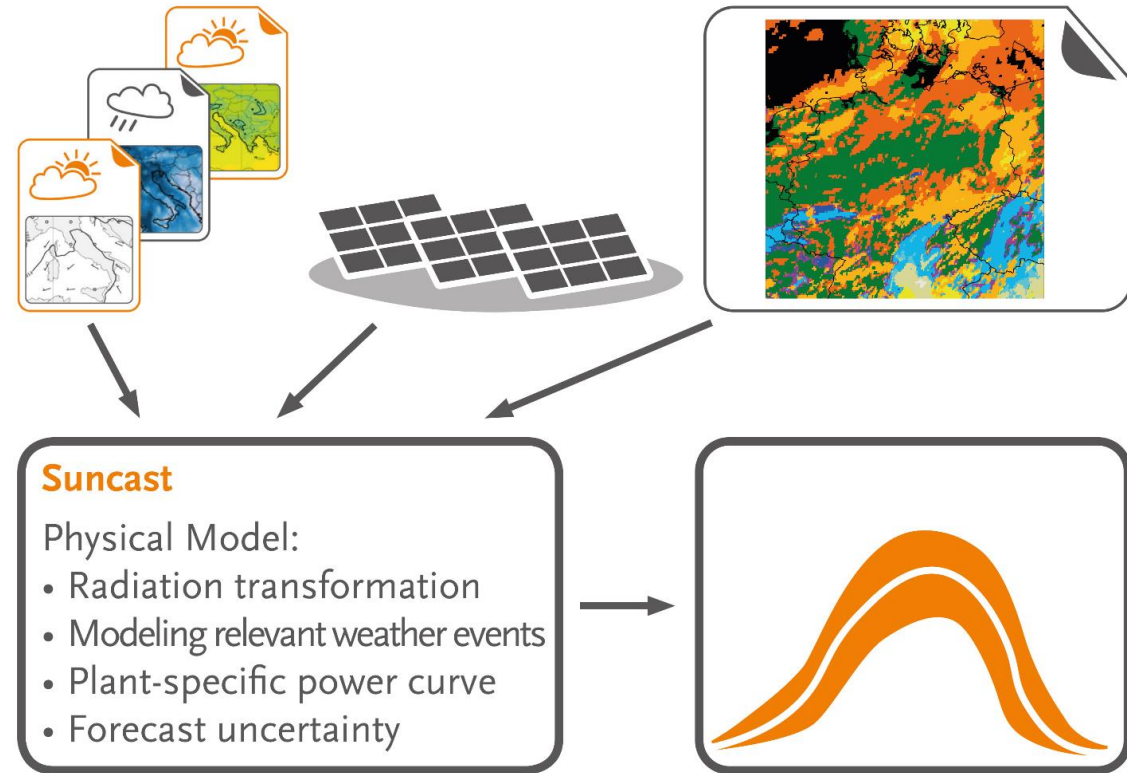 Suncast
Physical Model:
• Radiation transformation
• Modeling relevant weather events
• Plant-specific power curve
• Forecast uncertainty